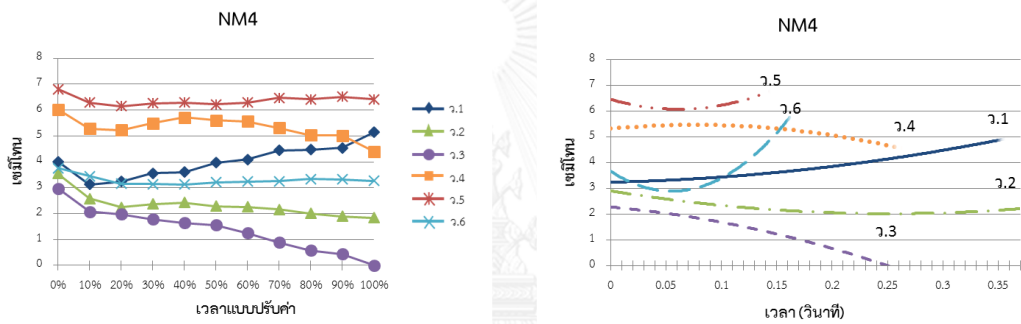 NM4
8
7
6
5
4
3
2
1
0
0% 10% 20% 30% 40% 50% 60% 70% 80% 90% 100%
เซมิโทน
เวลาแบบปรับค่า
ว.1
ว.2
ว.3
ว.4
ว.5
ว.6
NM4
8
7
6
5
4
3
2
1
0
0 0.05 0.1 0.15 0.2 0.25 0.3 0.35
เซมิโทน
เวลา (วินาที)
ว.5
ว.6
ว.4
ว.1
ว.2
ว.3